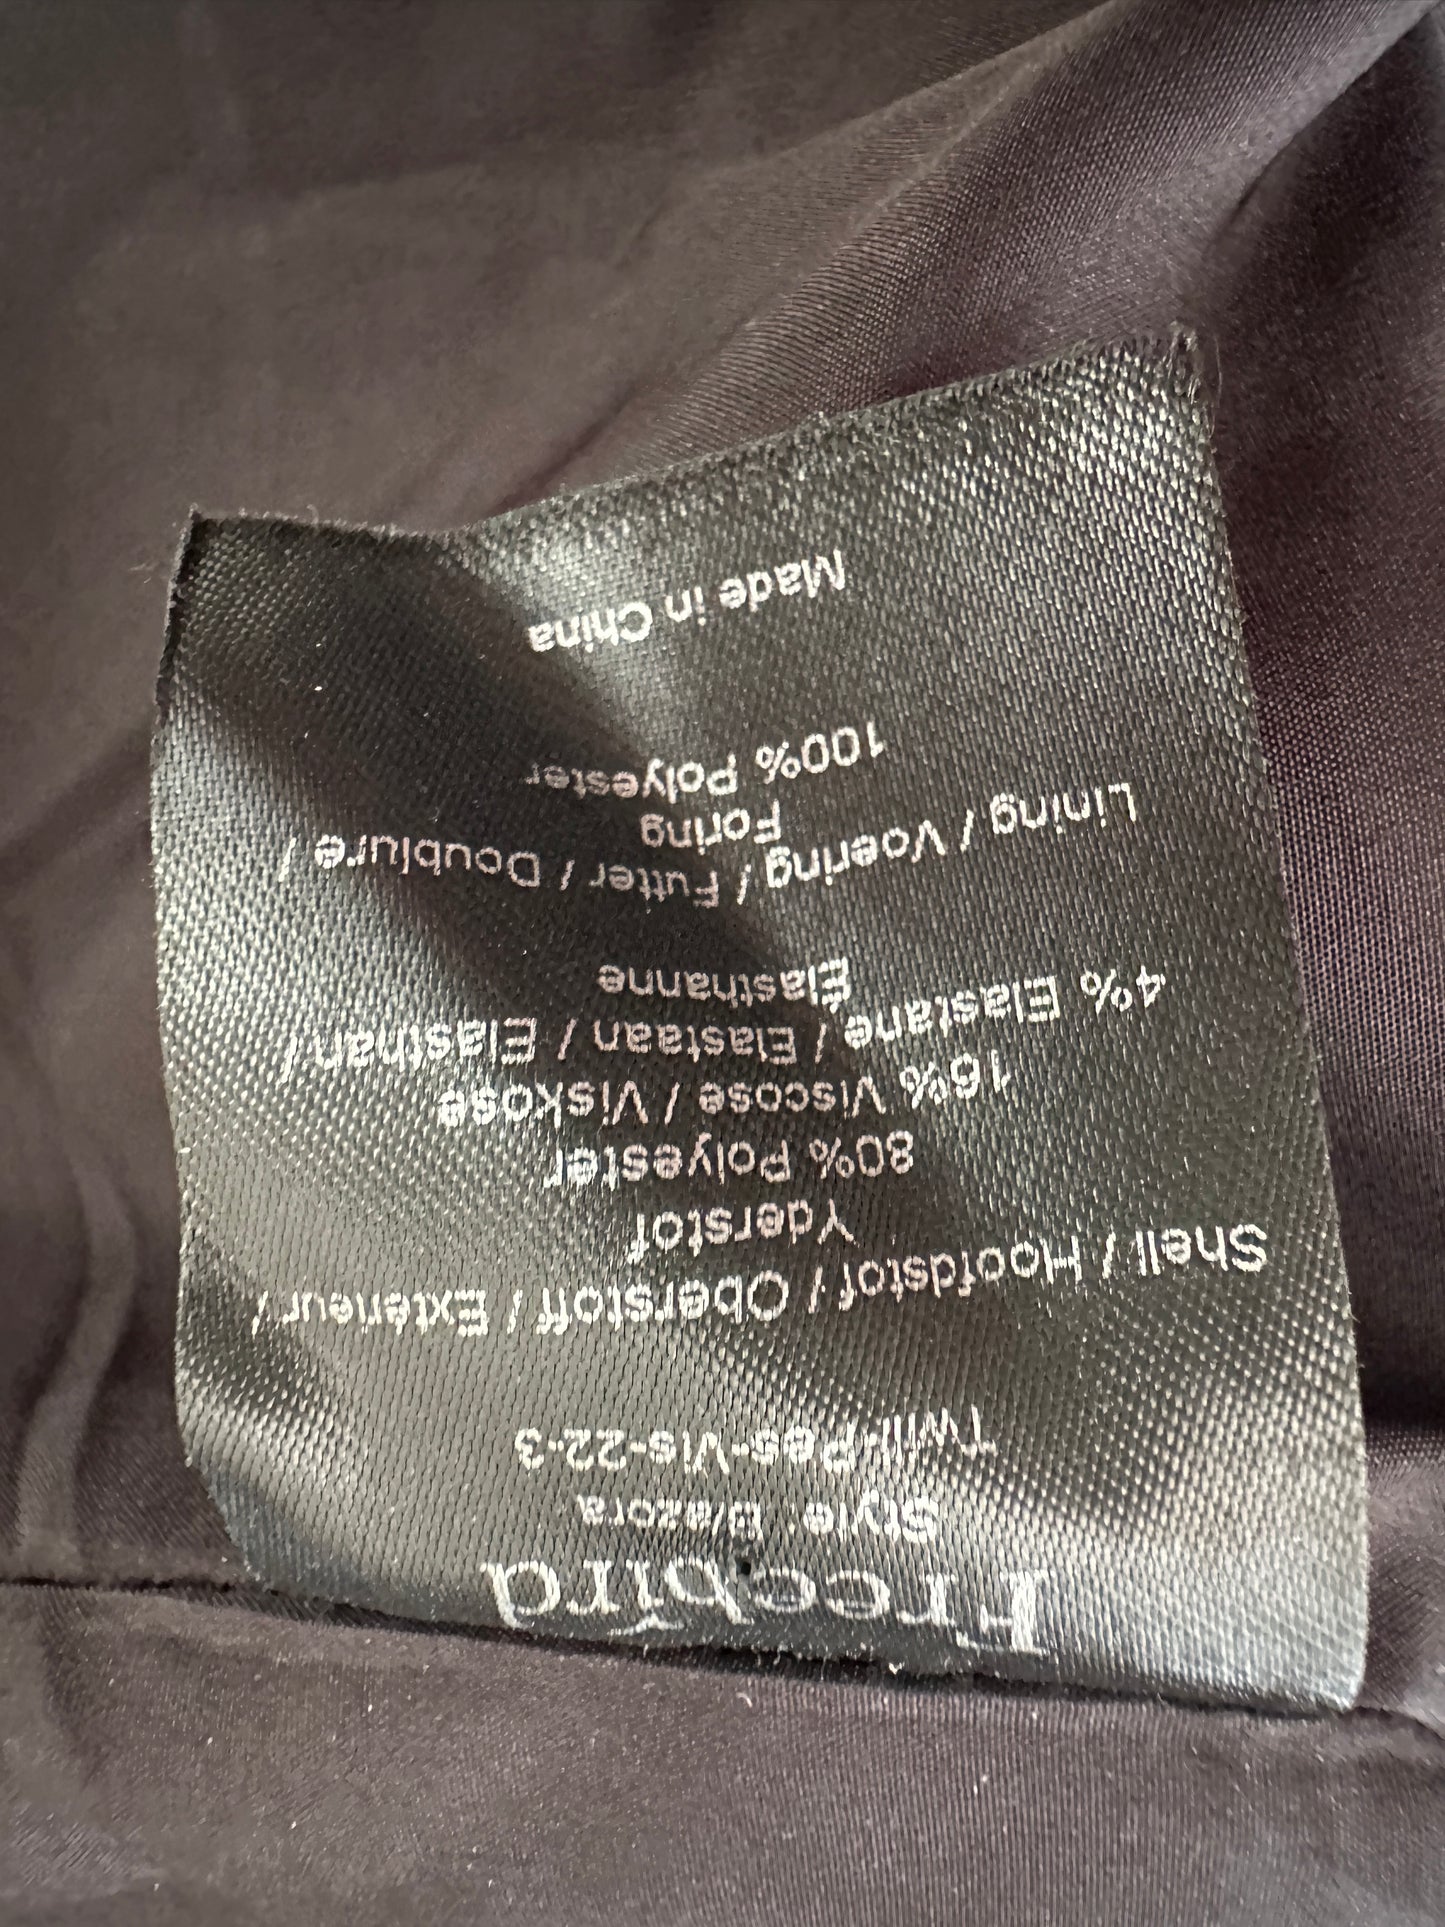 Freebird
Style: Blazora
Twill-Pes-Vis-22-3
Shell / Hoofdstof / Oberstoff / Extérieur /
Yderstof
80% Polyester
16% Viscose / Viskose
4% Elastane / Elastaan / Elasthan /
Élasthanne
Lining / Voering / Futter / Doublure /
Foring
100% Polyester
Made in China